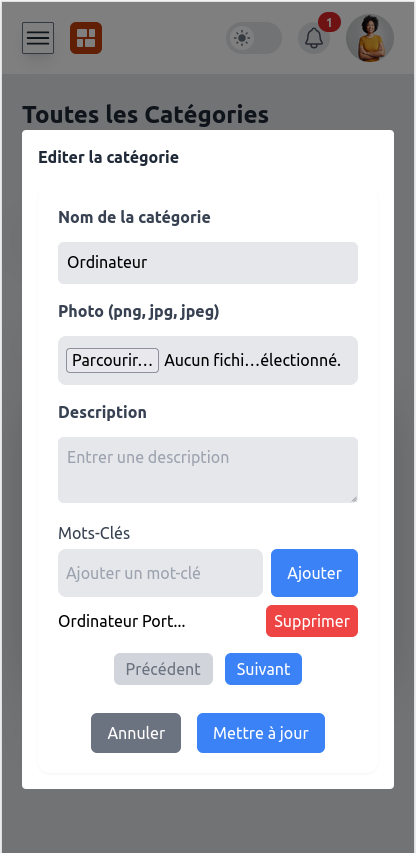 1
Toutes les Catégories
Editer la catégorie
Nom de la catégorie
Ordinateur
Photo (png, jpg, jpeg)
Parcourir... Aucun fichi...électionné.
Description
Entrer une description
Mots-Clés
Ajouter un mot-clé Ajouter
Ordinateur Port... Supprimer
Précédent Suivant
Annuler Mettre à jour